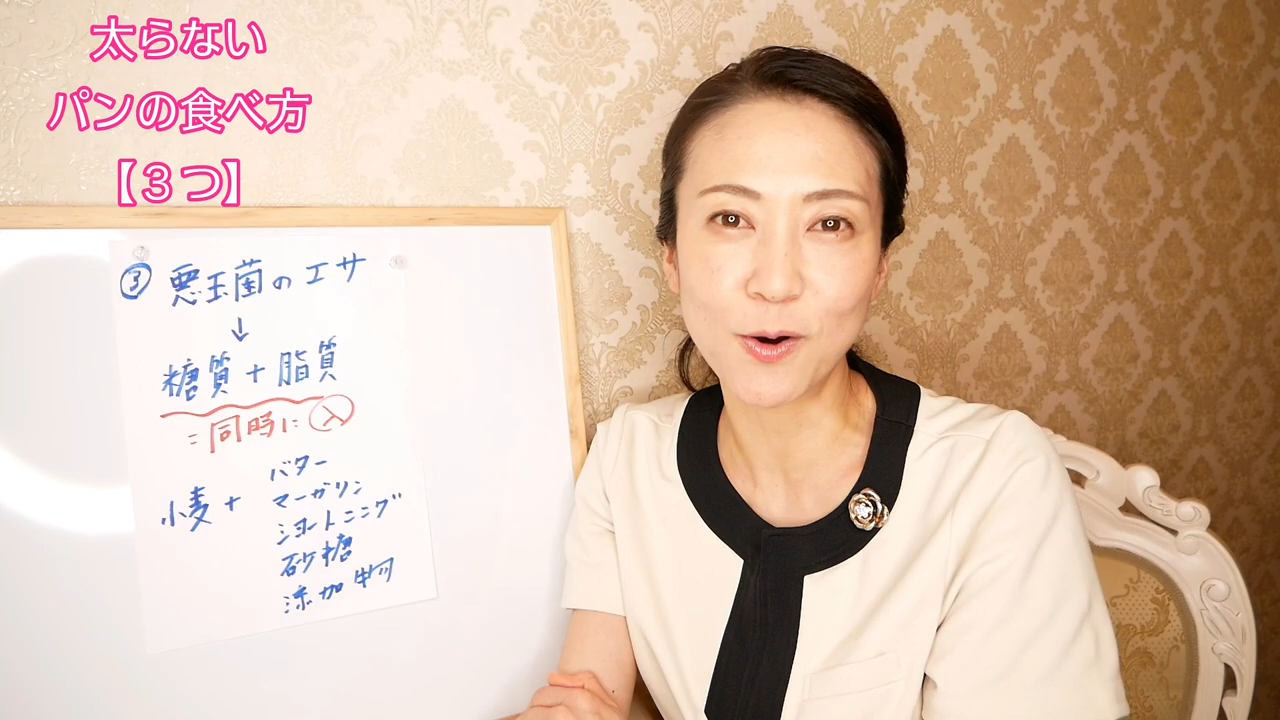 太らない
パンの食べ方
【３つ】
③ 悪玉菌のエサ
↓
糖質+脂質
=同時に㊅
小麦+
バター
マーガリン
ショートニング
砂糖
添加物